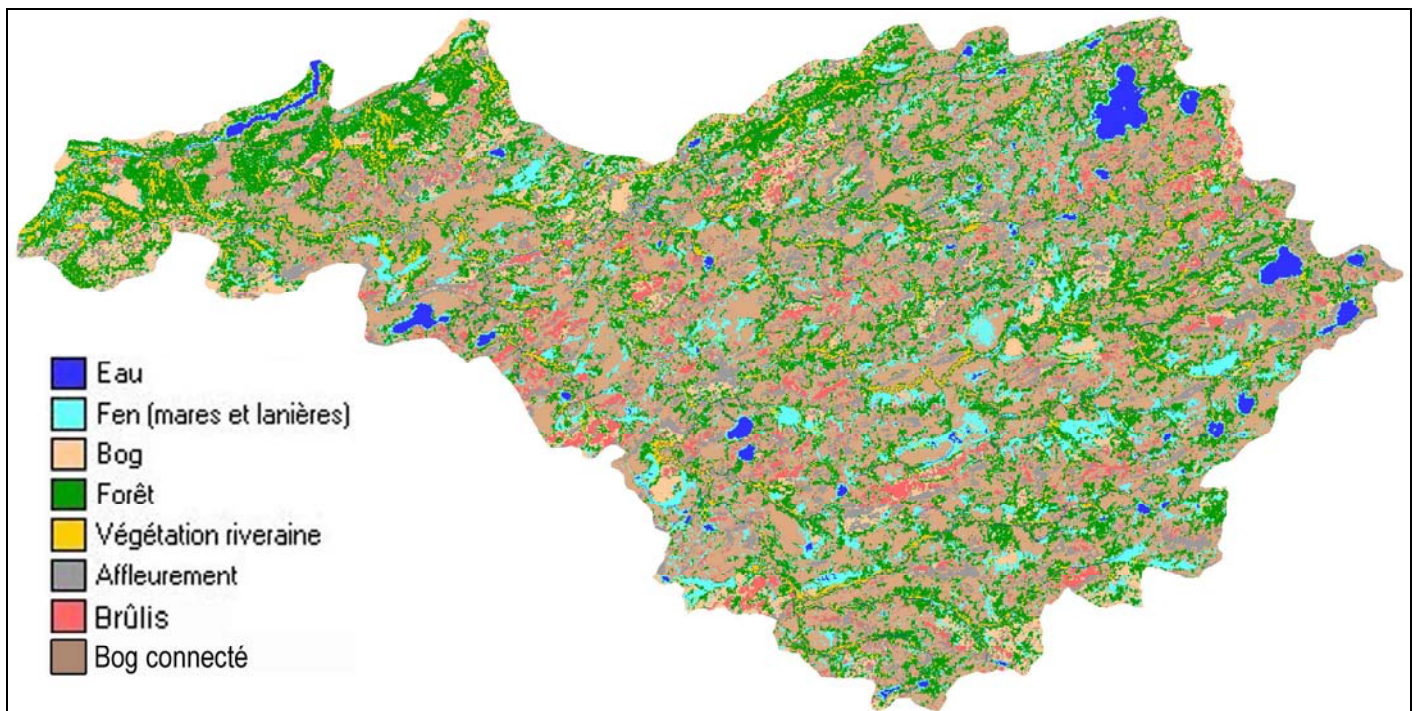 Eau
Fen (mares et lanières)
Bog
Forêt
Végétation riveraine
Affleurement
Brûlis
Bog connecté